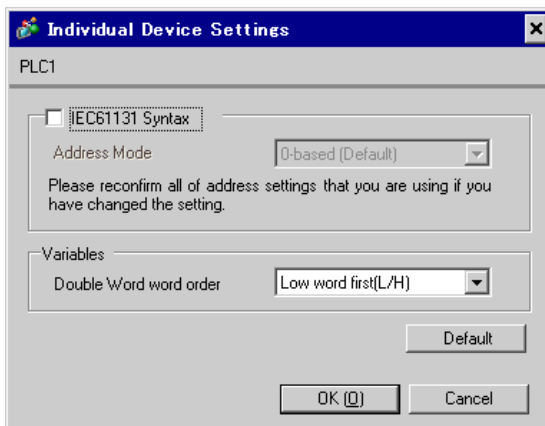 Individual Device Settings
PLC1
IEC61131 Syntax
Address Mode 0-based (Default)
Please reconfirm all of address settings that you are using if you
have changed the setting.
Variables
Double Word word order Low word first(L/H)
Default
OK (O) Cancel